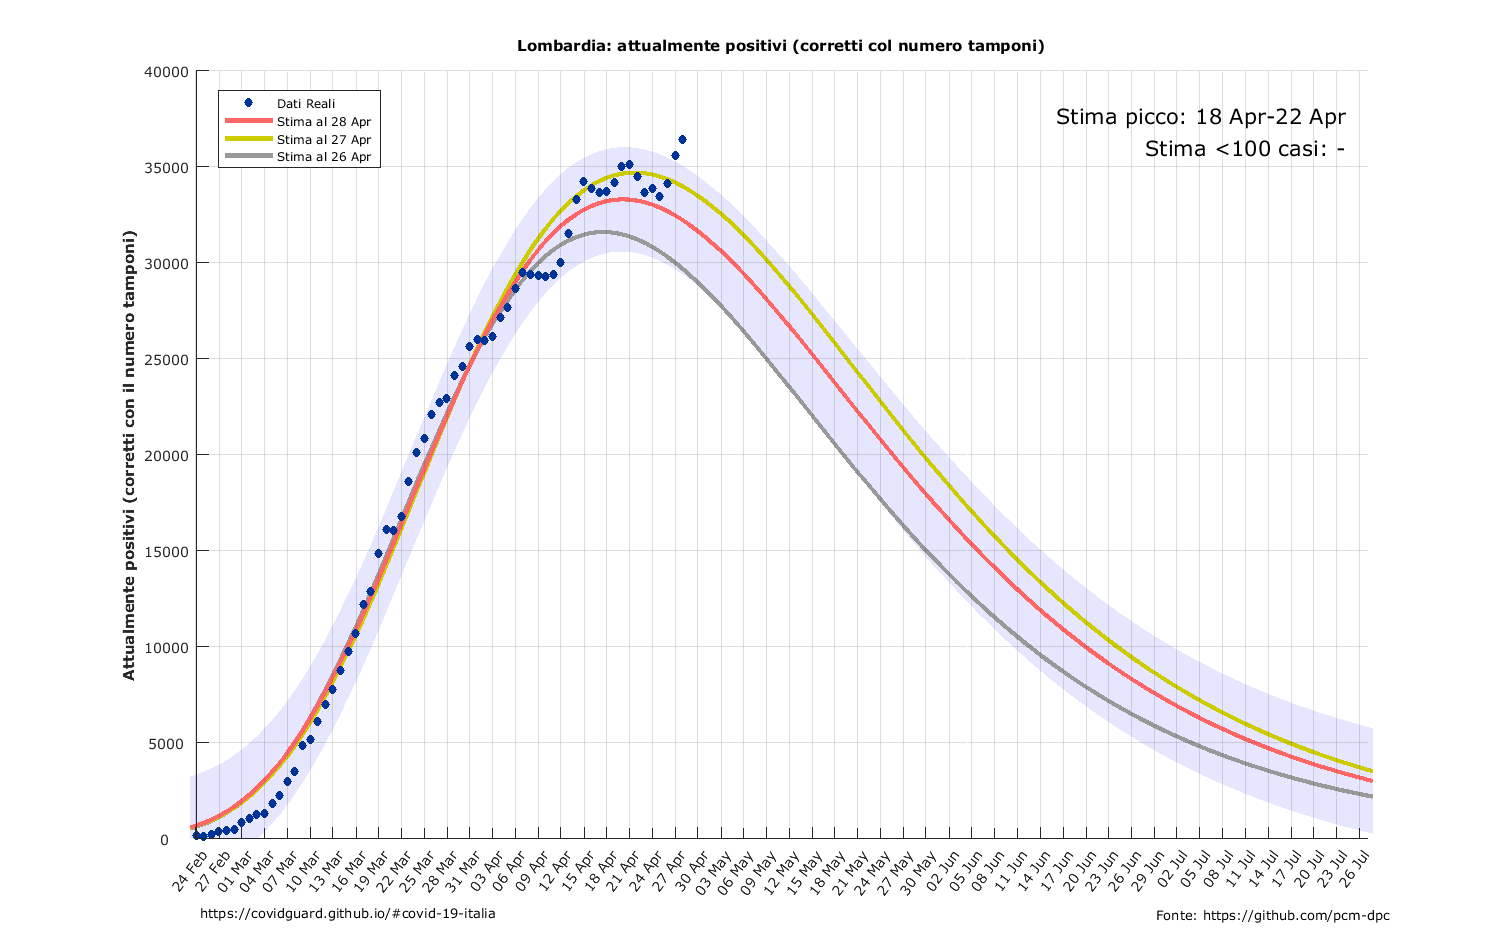 Lombardia: attualmente positivi (corretti col numero tamponi)
Attualmente positivi (corretti con il numero tamponi)
40000
35000
30000
25000
20000
15000
10000
5000
0
Dati Reali
Stima al 28 Apr
Stima al 27 Apr
Stima al 26 Apr
Stima picco: 18 Apr-22 Apr
Stima <100 casi: -
24 Feb
27 Feb
01 Mar
04 Mar
07 Mar
10 Mar
13 Mar
16 Mar
19 Mar
22 Mar
25 Mar
28 Mar
31 Mar
03 Apr
06 Apr
09 Apr
12 Apr
15 Apr
18 Apr
21 Apr
24 Apr
27 Apr
30 Apr
03 May
06 May
09 May
12 May
15 May
18 May
21 May
24 May
27 May
30 May
02 Jun
05 Jun
08 Jun
11 Jun
14 Jun
17 Jun
20 Jun
23 Jun
26 Jun
29 Jun
02 Jul
05 Jul
08 Jul
11 Jul
14 Jul
17 Jul
20 Jul
23 Jul
26 Jul
https://covidguard.github.io/#covid-19-italia
Fonte: https://github.com/pcm-dpc